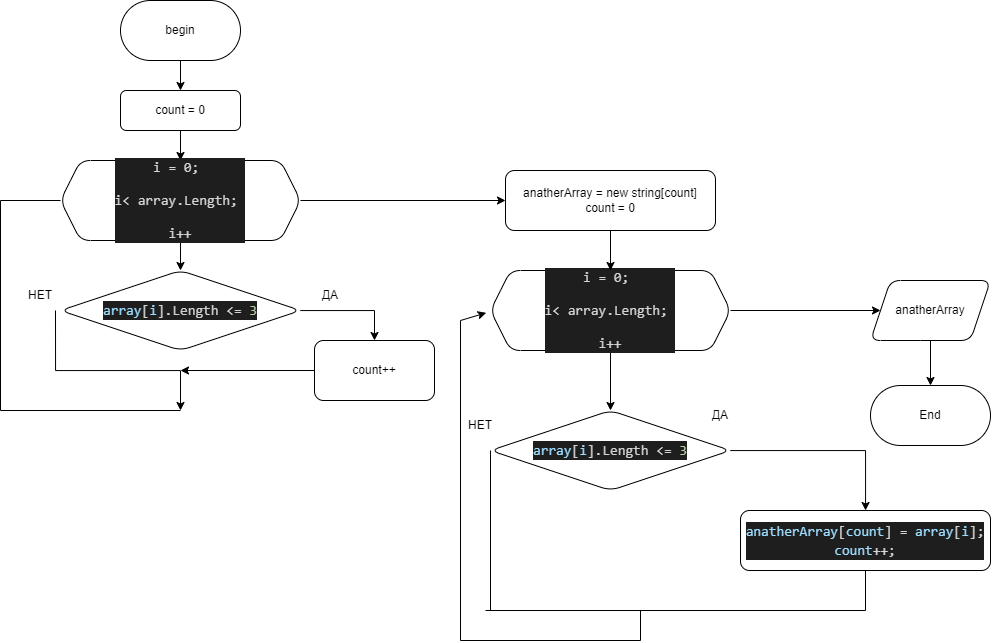 begin
count = 0
i = 0;
i< array.Length;
i++
НЕТ
array[i].Length <= 3
ДА
count++
anatherArray = new string[count]
count = 0
i = 0;
i< array.Length;
i++
anatherArray
End
НЕТ
array[i].Length <= 3
ДА
anatherArray[count] = array[i];
count++;